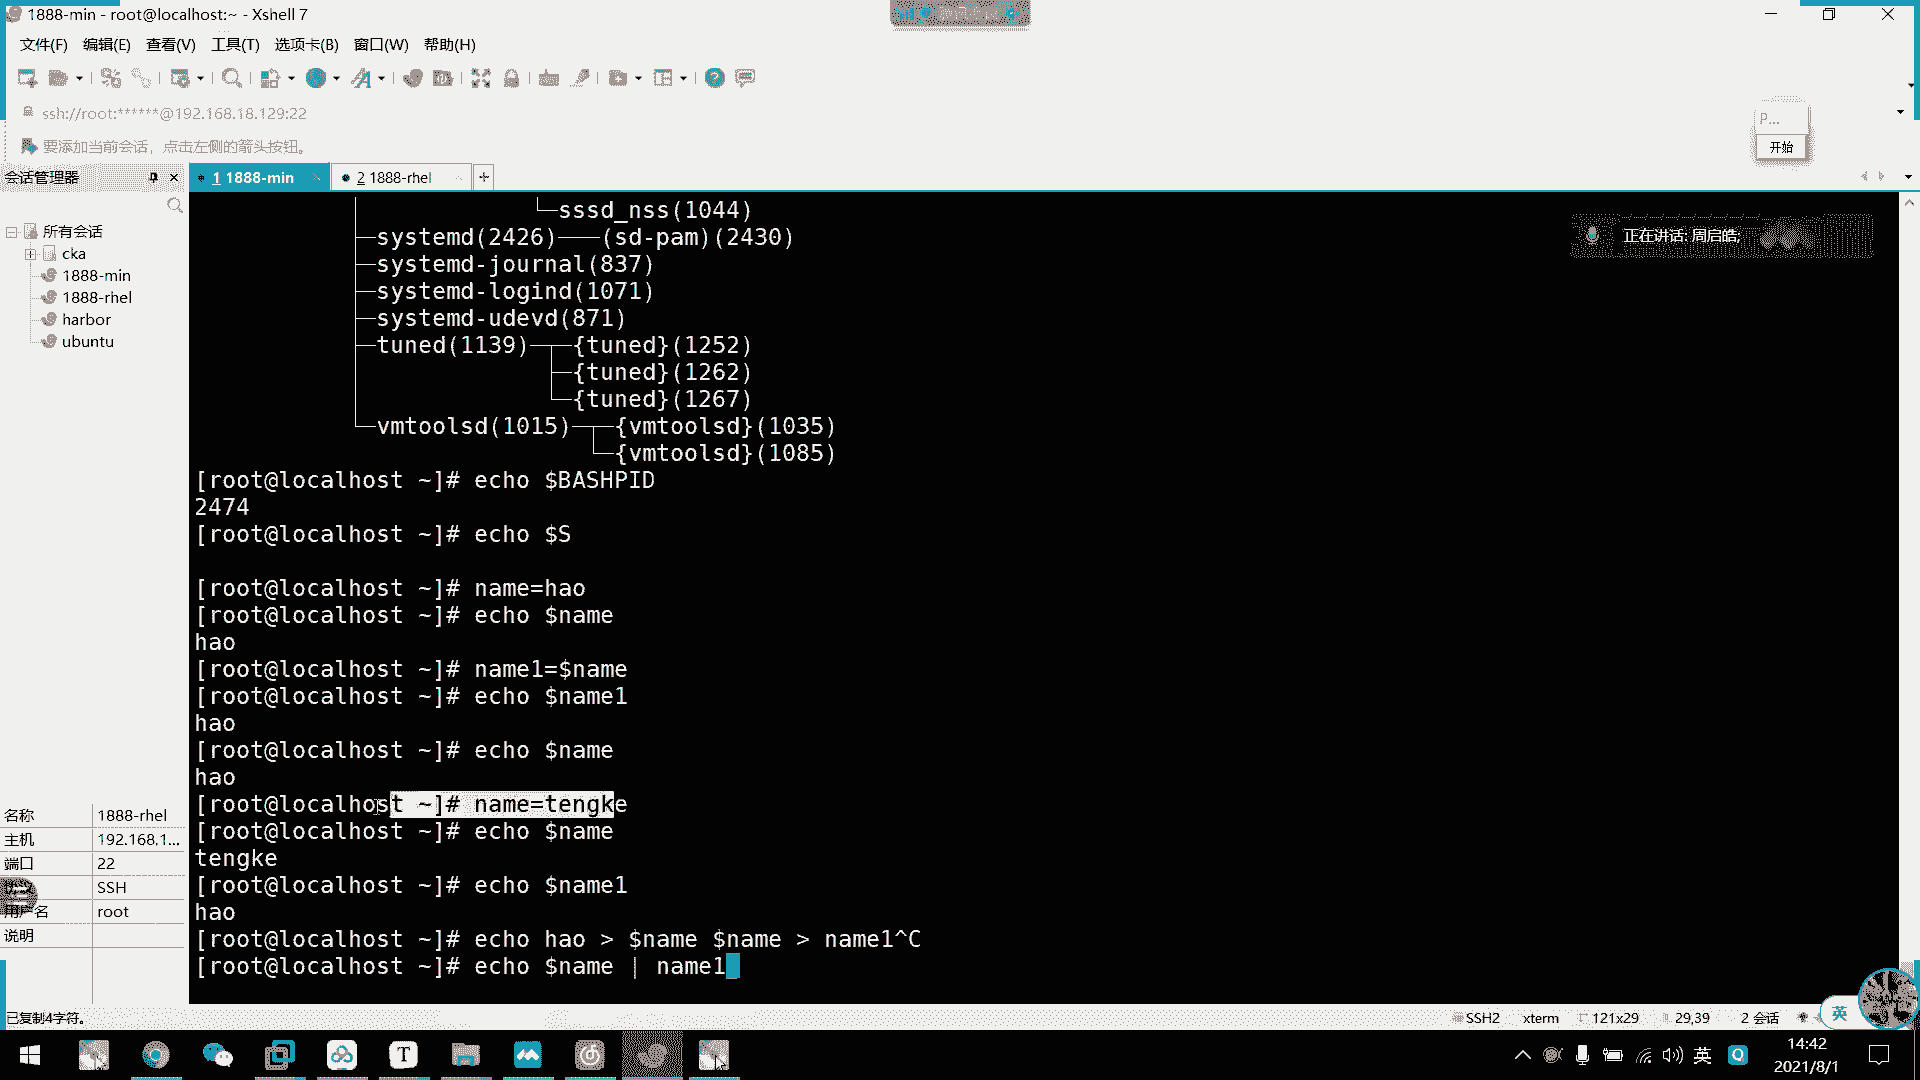 1888-min - root@localhost:~ - Xshell 7
文件(F) 编辑(E) 查看(V) 工具(T) 选项卡(B) 窗口(W) 帮助(H)
ssh://root:******@192.168.18.129:22
要添加当前会话，点击左侧的箭头按钮。
P...
开始
会话管理器
1 1888-min
2 1888-rhel
所有会话
cka
1888-min
1888-rhel
harbor
ubuntu
名称 1888-rhel
主机 192.168.1...
端口 22
SSH
用户名 root
说明
正在讲话: 周启皓;
└─sssd_nss(1044)
├─systemd(2426)───(sd-pam)(2430)
├─systemd-journal(837)
├─systemd-logind(1071)
├─systemd-udevd(871)
├─tuned(1139)─┬─{tuned}(1252)
├─{tuned}(1262)
└─{tuned}(1267)
└─vmtoolsd(1015)─┬─{vmtoolsd}(1035)
└─{vmtoolsd}(1085)
[root@localhost ~]# echo $BASHPID
2474
[root@localhost ~]# echo $S
[root@localhost ~]# name=hao
[root@localhost ~]# echo $name
hao
[root@localhost ~]# name1=$name
[root@localhost ~]# echo $name1
hao
[root@localhost ~]# echo $name
hao
[root@localhost ~]# name=tengke
[root@localhost ~]# echo $name
tengke
[root@localhost ~]# echo $name1
hao
[root@localhost ~]# echo hao > $name $name > name1^C
[root@localhost ~]# echo $name | name1
已复制4字符。
SSH2 xterm 121x29 29,39 2 会话
英
14:42
英
2021/8/1